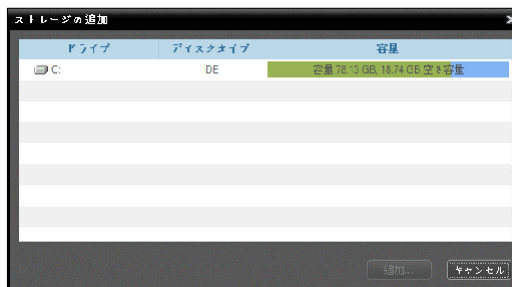 ストレージの追加
ドライブ ディスクタイプ 容量
C: DE 容量 78.15 GB, 18.74 GB 空き容量
追加... キャンセル